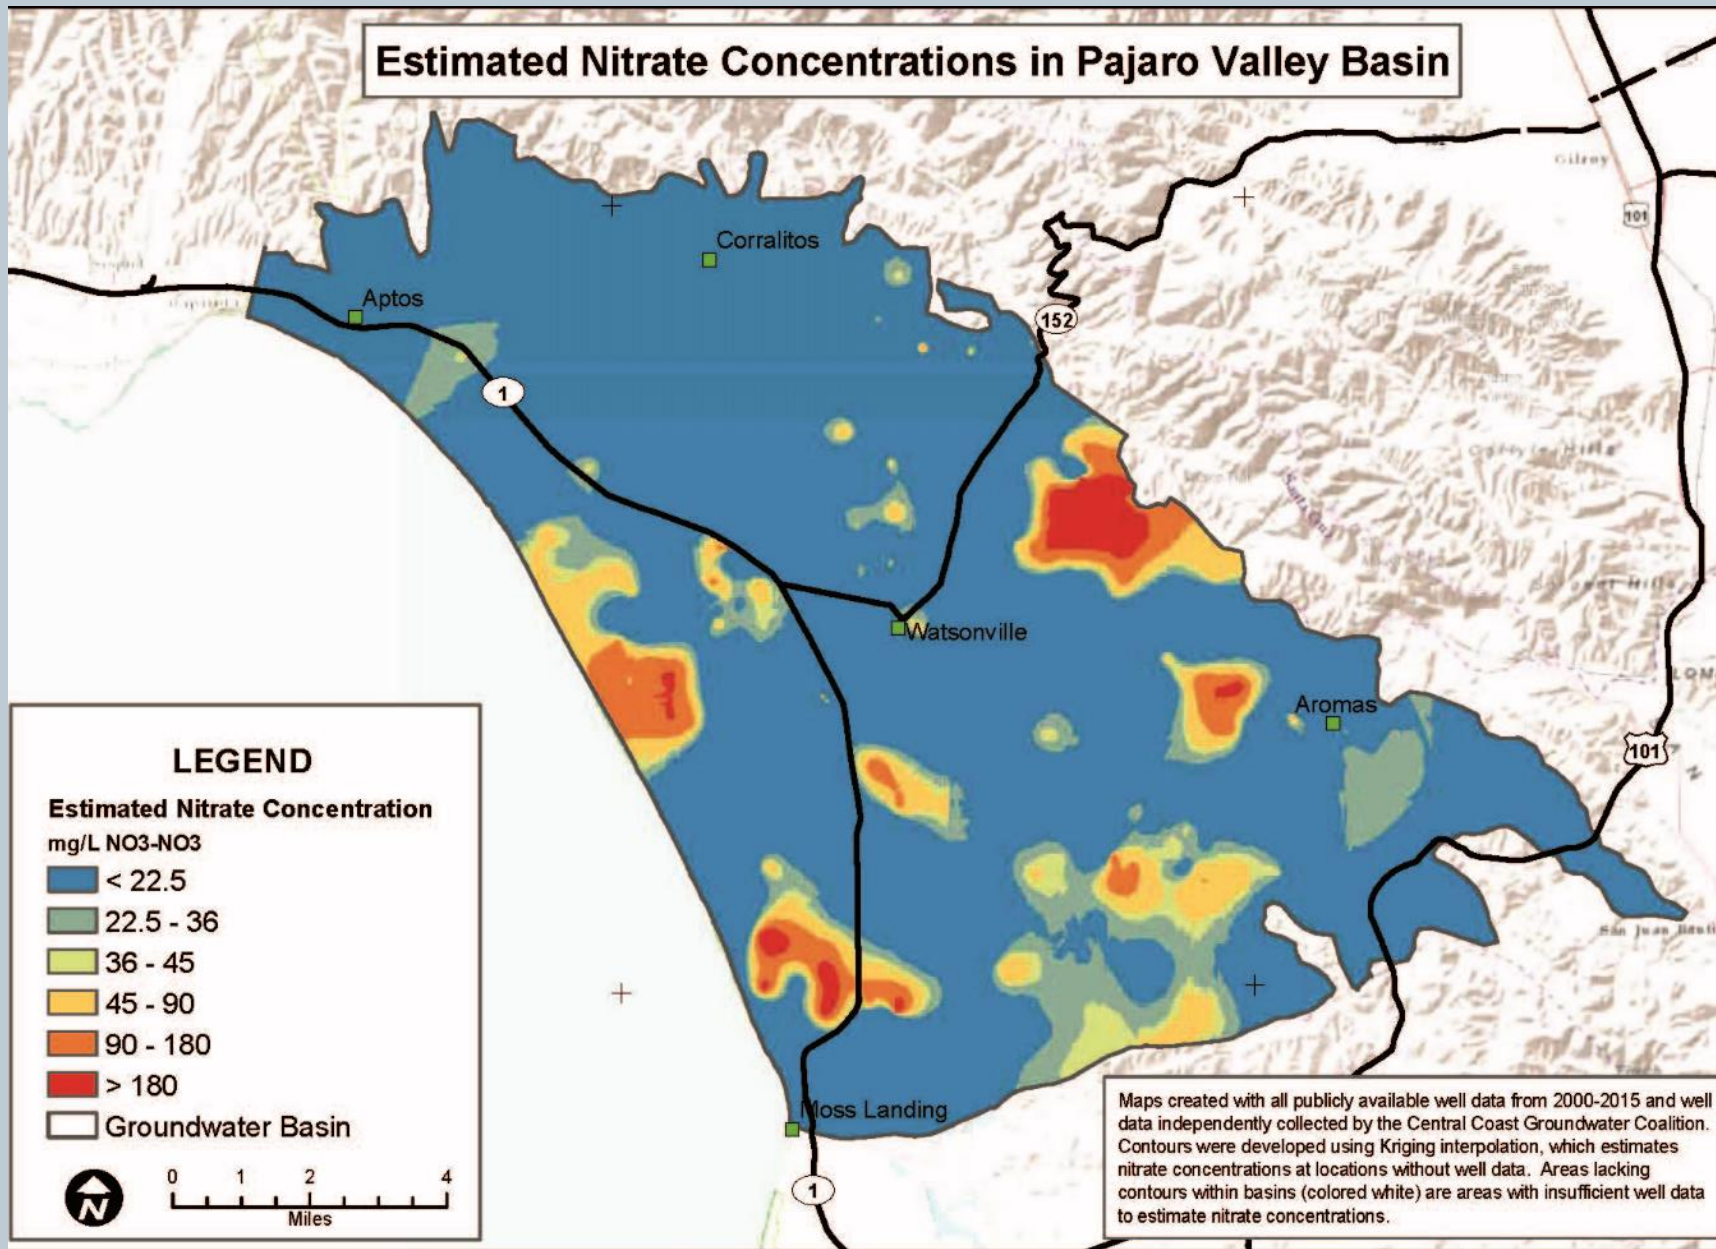 Estimated Nitrate Concentrations in Pajaro Valley Basin
Gilroy
101
Corralitos
Aptos
152
1
Watsonville
Aromas
101
LEGEND
Estimated Nitrate Concentration
mg/L NO3-NO3
< 22.5
22.5 - 36
36 - 45
45 - 90
90 - 180
> 180
Groundwater Basin
N
0 1 2 4
Miles
Moss Landing
1
Maps created with all publicly available well data from 2000-2015 and well
data independently collected by the Central Coast Groundwater Coalition.
Contours were developed using Kriging interpolation, which estimates
nitrate concentrations at locations without well data. Areas lacking
contours within basins (colored white) are areas with insufficient well data
to estimate nitrate concentrations.